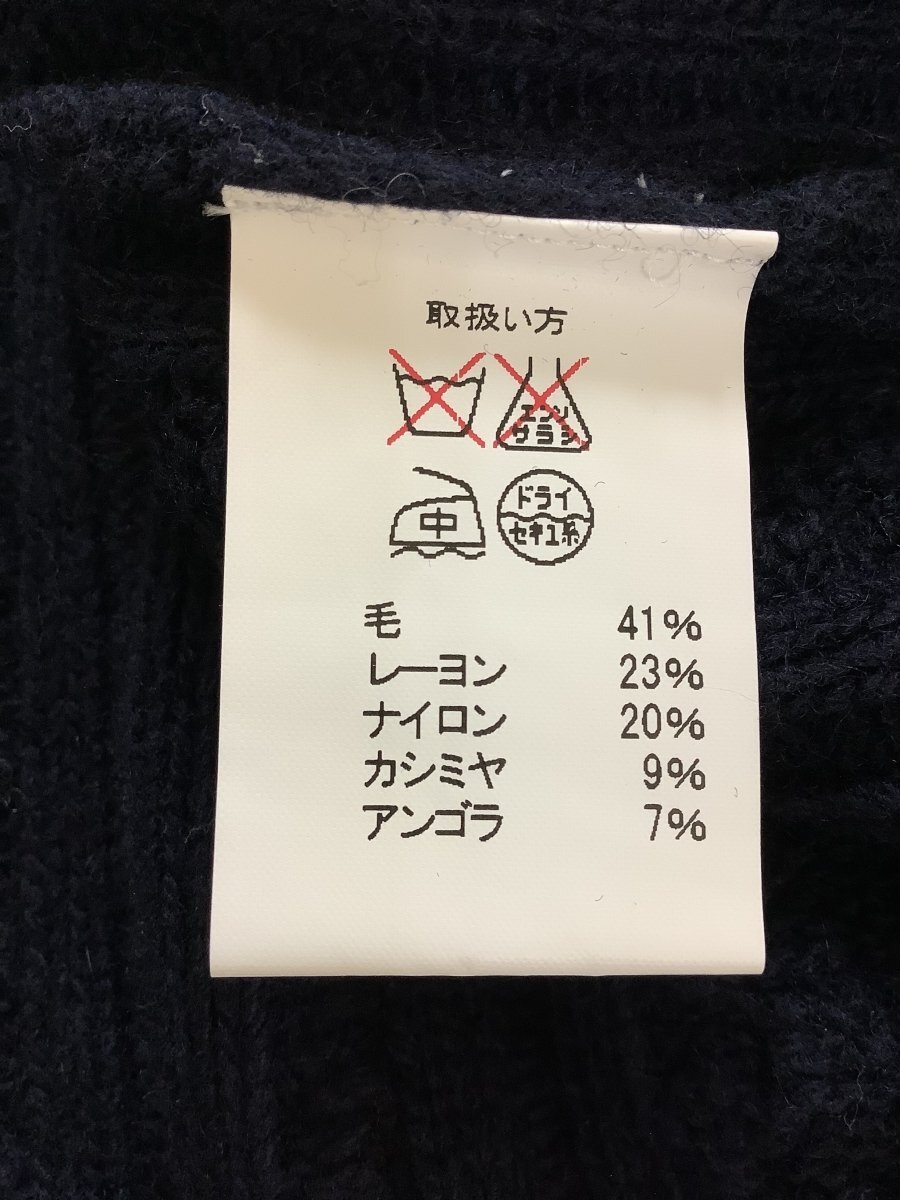 取扱い方
エンソ
サラシ
中
ドライ
セキユ系
毛 41%
レーヨン 23%
ナイロン 20%
カシミヤ 9%
アンゴラ 7%